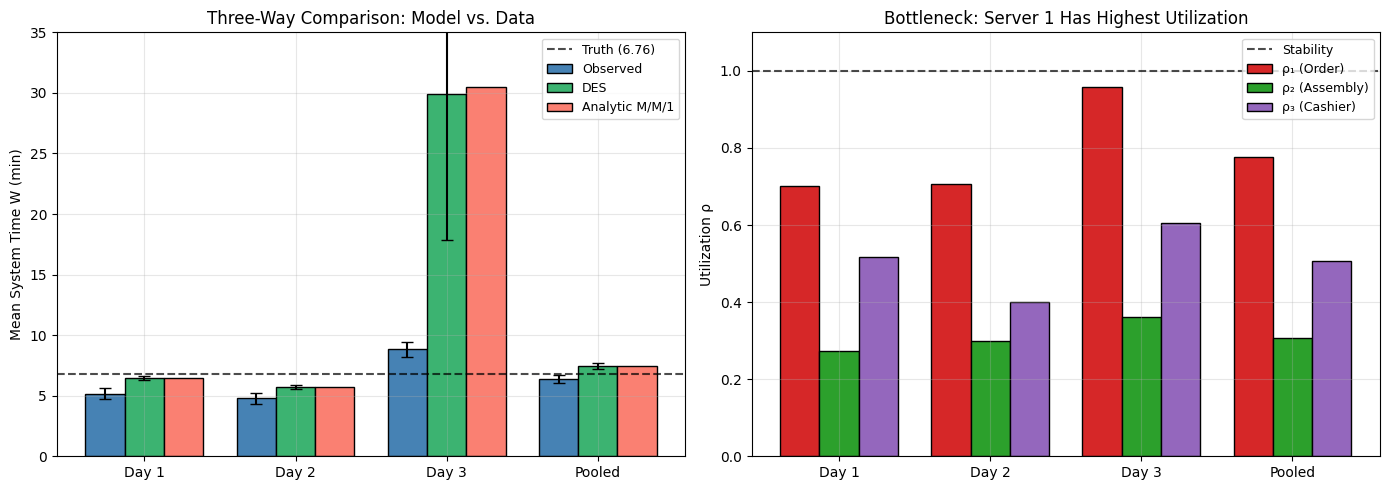 Three-Way Comparison: Model vs. Data
Mean System Time W (min)
35
30
25
20
15
10
5
0
Truth (6.76)
Observed
DES
Analytic M/M/1
Day 1
Day 2
Day 3
Pooled
Bottleneck: Server 1 Has Highest Utilization
Utilization ρ
1.0
0.8
0.6
0.4
0.2
0.0
Stability
ρ₁ (Order)
ρ₂ (Assembly)
ρ₃ (Cashier)
Day 1
Day 2
Day 3
Pooled